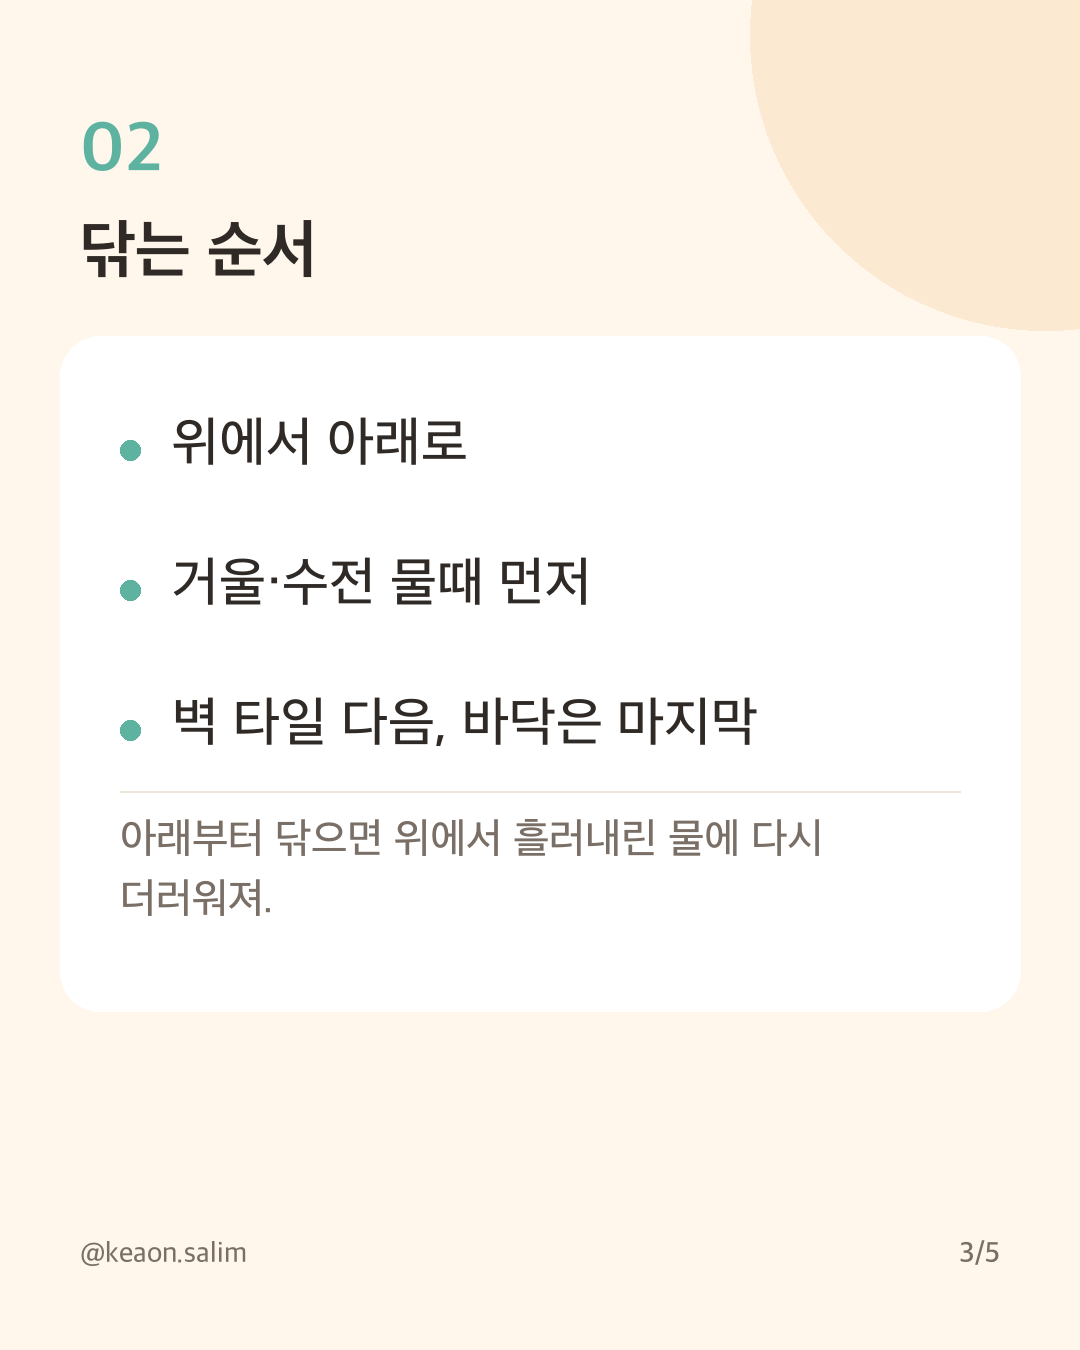 02
닦는 순서
위에서 아래로
거울·수전 물때 먼저
벽 타일 다음, 바닥은 마지막
아래부터 닦으면 위에서 흘러내린 물에 다시
더러워져.
@keaon.salim
3/5